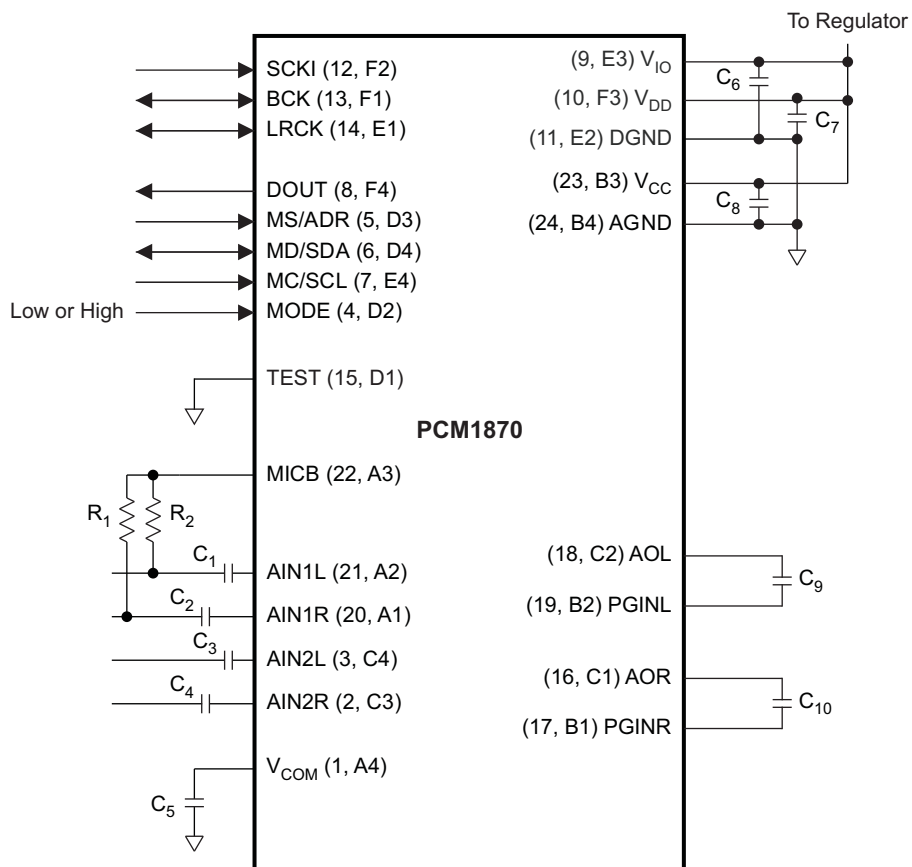 To Regulator
SCKI (12, F2)
BCK (13, F1)
LRCK (14, E1)
DOUT (8, F4)
MS/ADR (5, D3)
MD/SDA (6, D4)
MC/SCL (7, E4)
Low or High
MODE (4, D2)
TEST (15, D1)
PCM1870
MICB (22, A3)
R1
R2
C1
AIN1L (21, A2)
C2
AIN1R (20, A1)
C3
AIN2L (3, C4)
C4
AIN2R (2, C3)
VCOM (1, A4)
C5
(9, E3) VIO
C6
(10, F3) VDD
C7
(11, E2) DGND
(23, B3) VCC
C8
(24, B4) AGND
(18, C2) AOL
C9
(19, B2) PGINL
(16, C1) AOR
C10
(17, B1) PGINR